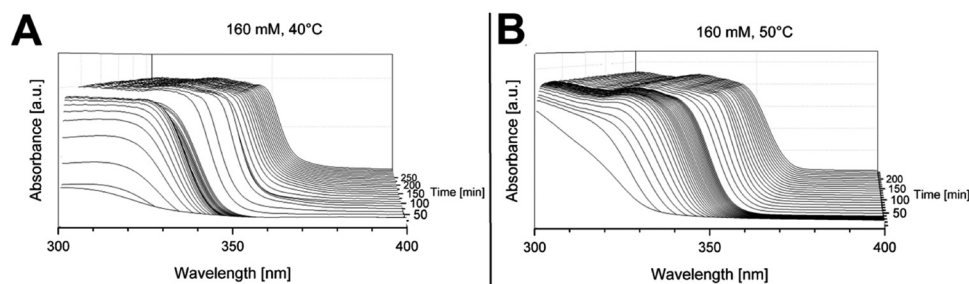 A
160 mM, 40°C
Absorbance [a.u.]
250
200
150
100
50
Time [min]
300
350
400
Wavelength [nm]
B
160 mM, 50°C
Absorbance [a.u.]
200
150
100
50
Time [min]
300
350
400
Wavelength [nm]